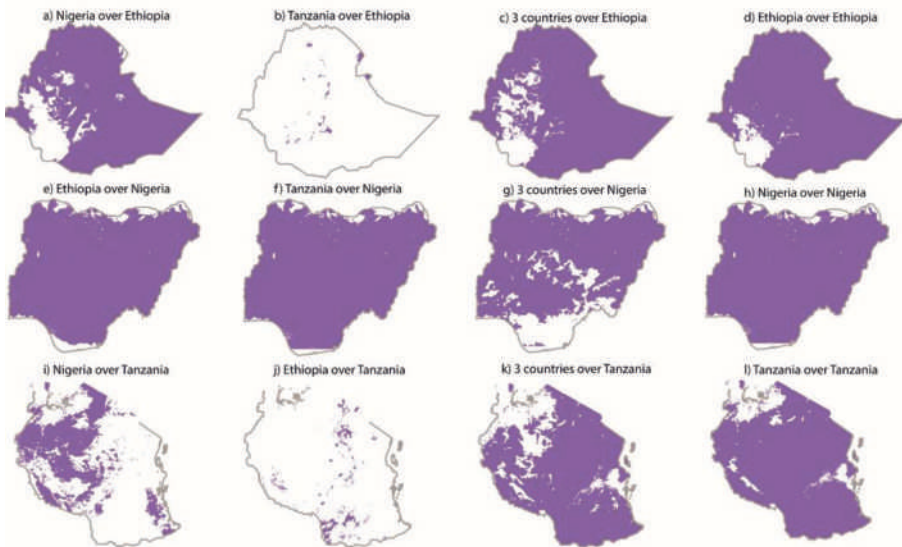 a) Nigeria over Ethiopia
b) Tanzania over Ethiopia
c) 3 countries over Ethiopia
d) Ethiopia over Ethiopia
e) Ethiopia over Nigeria
f) Tanzania over Nigeria
g) 3 countries over Nigeria
h) Nigeria over Nigeria
i) Nigeria over Tanzania
j) Ethiopia over Tanzania
k) 3 countries over Tanzania
l) Tanzania over Tanzania